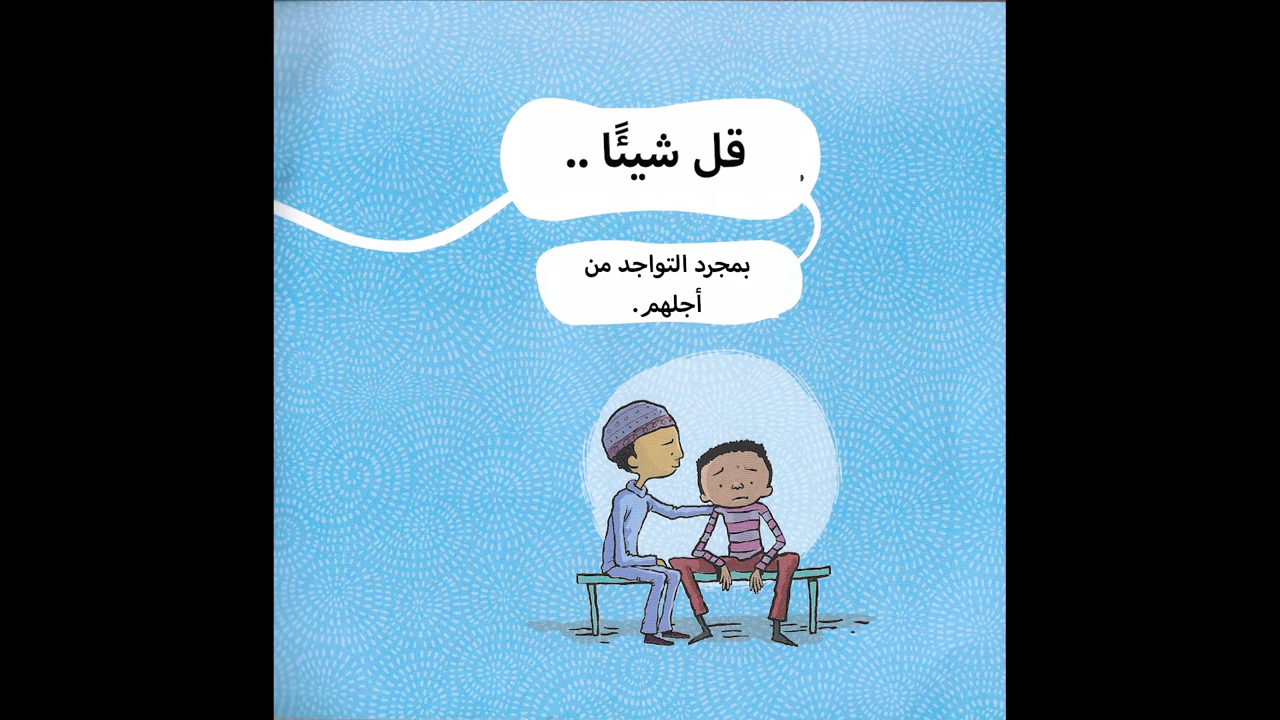 قل شيئًا ..
بمجرد التواجد من
أجلهم.